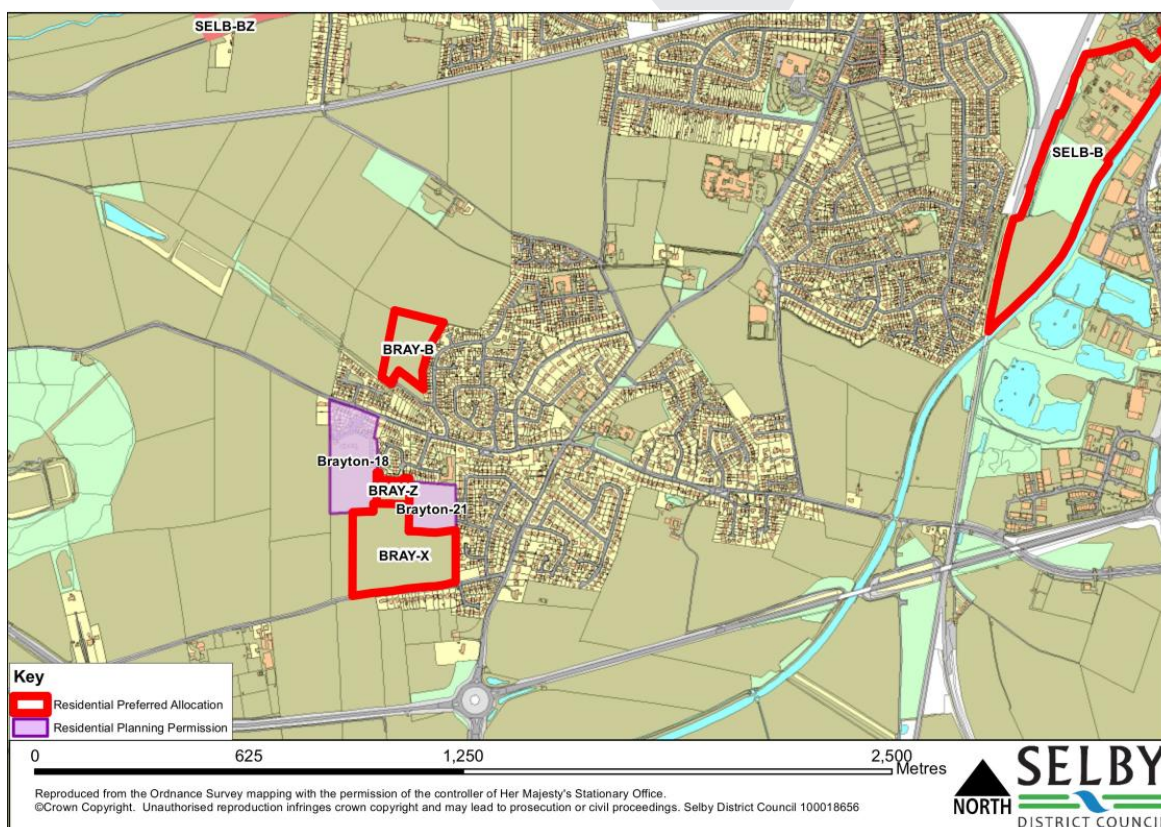 SELB-BZ
SELB-B
BRAY-B
Brayton-18
BRAY-Z
Brayton-21
BRAY-X
Key
Residential Preferred Allocation
Residential Planning Permission
0 625 1,250 2,500
Metres
Reproduced from the Ordnance Survey mapping with the permission of the controller of Her Majesty's Stationary Office.
©Crown Copyright. Unauthorised reproduction infringes crown copyright and may lead to prosecution or civil proceedings. Selby District Council 100018656
NORTH
SELBY
DISTRICT COUNCIL